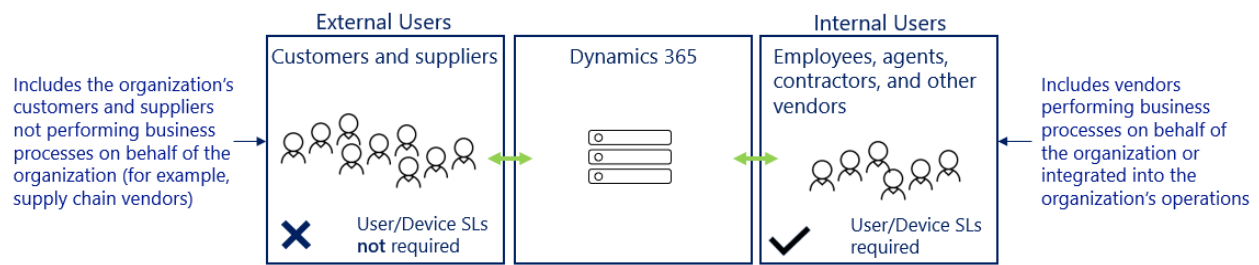 External Users
Internal Users
Includes the organization's
customers and suppliers
not performing business
processes on behalf of the
organization (for example,
supply chain vendors)
Customers and suppliers
User/Device SLs
not required
Dynamics 365
Employees, agents,
contractors, and other
vendors
User/Device SLs
required
Includes vendors
performing business
processes on behalf of
the organization or
integrated into the
organization's operations